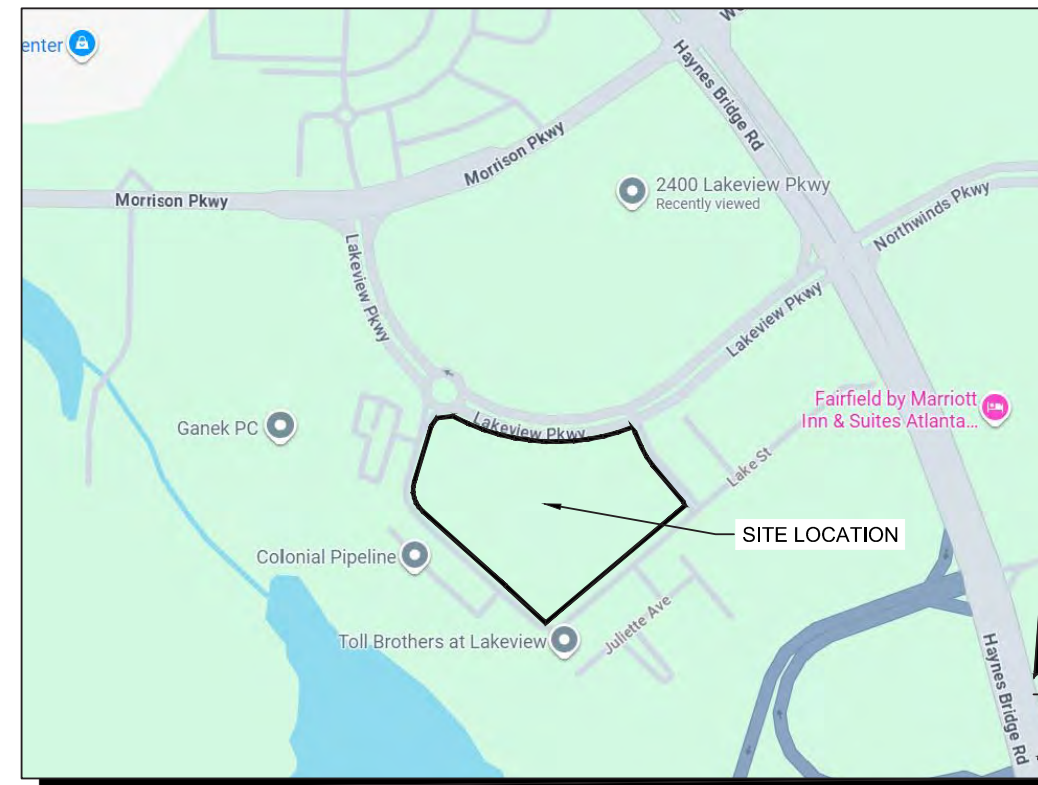 enter
Haynes Bridge Rd
Morrison Pkwy
Morrison Pkwy
2400 Lakeview Pkwy
Recently viewed
Northwinds Pkwy
Lakeview Pkwy
Lakeview Pkwy
Fairfield by Marriott
Inn & Suites Atlanta...
Ganek PC
Lakeview Pkwy
Lake St
SITE LOCATION
Colonial Pipeline
Juliette Ave
Toll Brothers at Lakeview
Haynes Bridge Rd